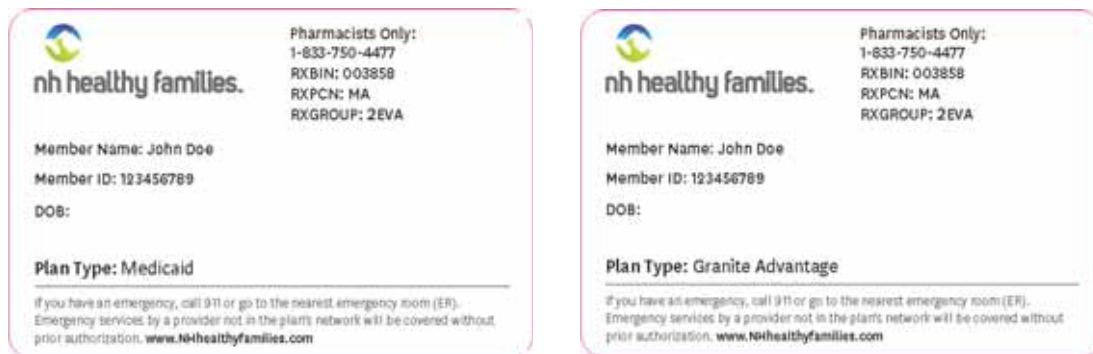 nh healthy families.
Pharmacists Only:
1-833-750-4477
RXBIN: 003858
RXPCN: MA
RXGROUP: 2EVA
Member Name: John Doe
Member ID: 123456789
DOB:
Plan Type: Medicaid
If you have an emergency, call 911 or go to the nearest emergency room (ER).
Emergency services by a provider not in the plan's network will be covered without
prior authorization. www.NHhealthyfamilies.com
nh healthy families.
Pharmacists Only:
1-833-750-4477
RXBIN: 003858
RXPCN: MA
RXGROUP: 2EVA
Member Name: John Doe
Member ID: 123456789
DOB:
Plan Type: Granite Advantage
If you have an emergency, call 911 or go to the nearest emergency room (ER).
Emergency services by a provider not in the plan's network will be covered without
prior authorization. www.NHhealthyfamilies.com